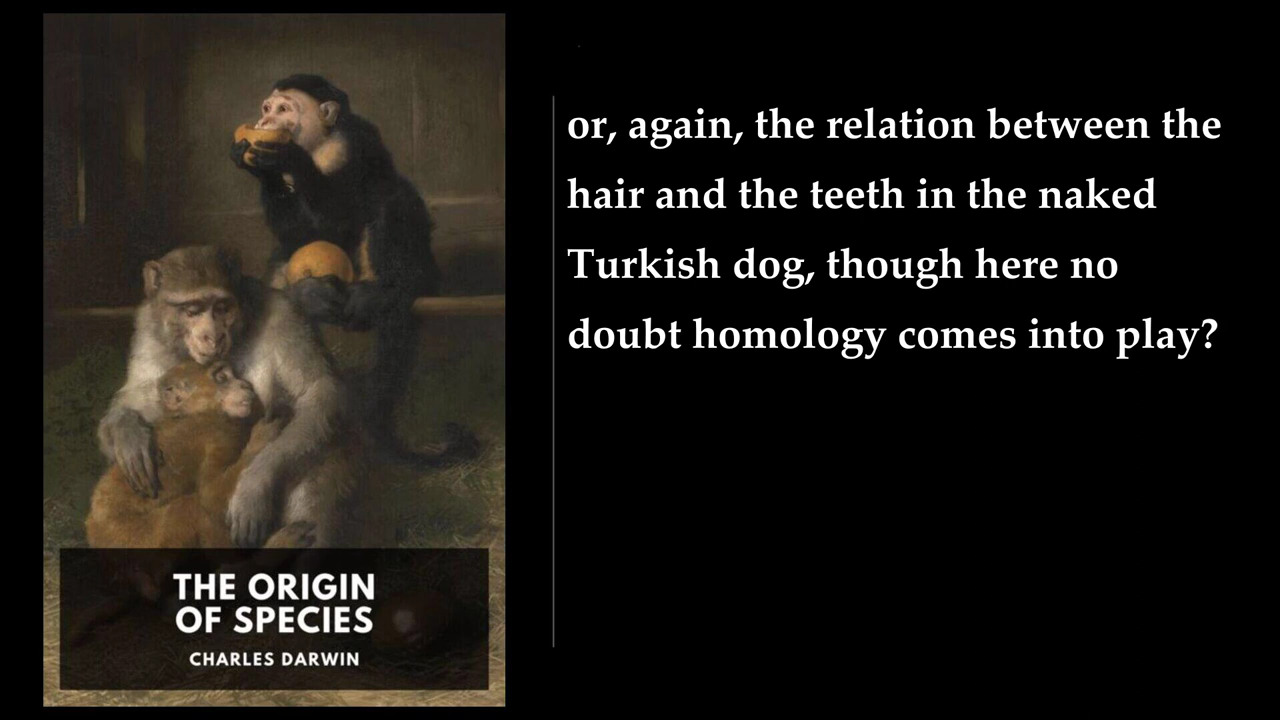 THE ORIGIN
OF SPECIES
CHARLES DARWIN
or, again, the relation between the
hair and the teeth in the naked
Turkish dog, though here no
doubt homology comes into play?